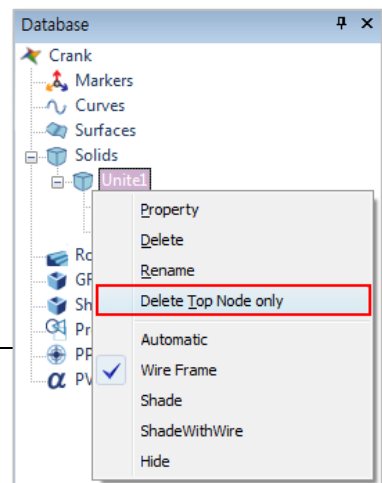 Database
Crank
Markers
Curves
Surfaces
Solids
Unite1
Property
Delete
Rename
Delete Top Node only
Automatic
Wire Frame
Shade
ShadeWithWire
Hide